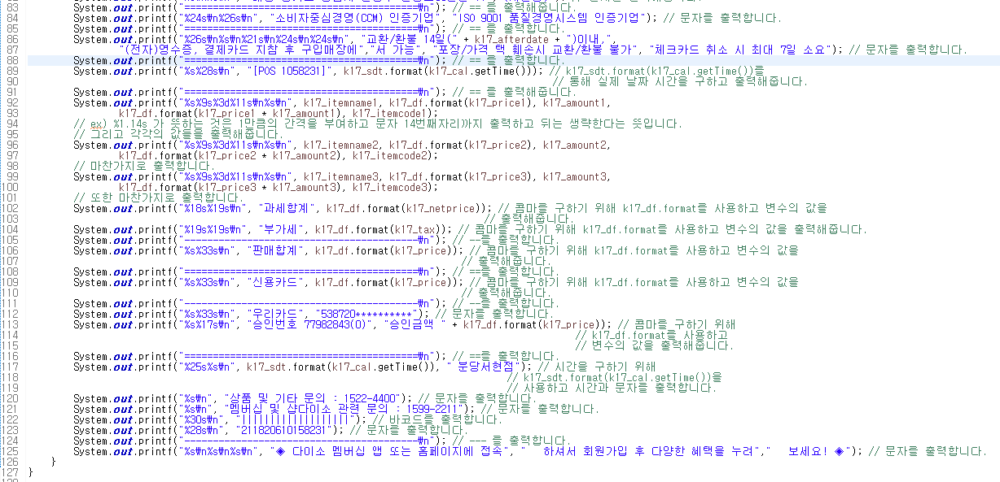 83 System.out.printf("=========================================\n"); // == 를 출력해줍니다.
84 System.out.printf("%24s\n%26s\n", "소비자중심경영(CCM) 인증기업", "ISO 9001 품질경영시스템 인증기업"); // 문자를 출력합니다.
85 System.out.printf("=========================================\n"); // == 를 출력합니다.
86 System.out.printf("%26s\n%s\n%21s\n%24s\n%24s\n", "교환/환불 14일(" + k17_afterdate + ")이내,",
87 "(전자)영수증, 결제카드 지참 후 구입매장에","서 가능", "포장/가격 택 훼손시 교환/환불 불가", "체크카드 취소 시 최대 7일 소요"); // 문자를 출력합니다.
88 System.out.printf("=========================================\n"); // == 를 출력합니다.
89 System.out.printf("%s%28s\n", "[POS 1058231]", k17_sdt.format(k17_cal.getTime())); // k17_sdt.format(k17_cal.getTime())를
90 // 통해 실제 날짜 시간을 구하고 출력해줍니다.
91 System.out.printf("=========================================\n"); // == 를 출력해줍니다.
92 System.out.printf("%s%9s%3d%11s\n%s\n", k17_itemname1, k17_df.format(k17_price1), k17_amount1,
93 k17_df.format(k17_price1 * k17_amount1), k17_itemcode1);
94 // ex) %1.14s 가 뜻하는 것은 1만큼의 간격을 부여하고 문자 14번째자리까지 출력하고 뒤는 생략한다는 뜻입니다.
95 // 그리고 각각의 값들을 출력해줍니다.
96 System.out.printf("%s%9s%3d%11s\n%s\n", k17_itemname2, k17_df.format(k17_price2), k17_amount2,
97 k17_df.format(k17_price2 * k17_amount2), k17_itemcode2);
98 // 마찬가지로 출력합니다.
99 System.out.printf("%s%9s%3d%11s\n%s\n", k17_itemname3, k17_df.format(k17_price3), k17_amount3,
100 k17_df.format(k17_price3 * k17_amount3), k17_itemcode3);
101 // 또한 마찬가지로 출력합니다.
102 System.out.printf("%18s%19s\n", "과세합계", k17_df.format(k17_netprice)); // 콤마를 구하기 위해 k17_df.format를 사용하고 변수의 값을
103 // 출력해줍니다.
104 System.out.printf("%19s%19s\n", "부가세", k17_df.format(k17_tax)); // 콤마를 구하기 위해 k17_df.format를 사용하고 변수의 값을 출력해줍니다.
105 System.out.printf("-----------------------------------------\n"); // --를 출력합니다.
106 System.out.printf("%s%33s\n", "판매합계", k17_df.format(k17_price)); // 콤마를 구하기 위해 k17_df.format를 사용하고 변수의 값을
107 // 출력해줍니다.
108 System.out.printf("=========================================\n"); // ==를 출력합니다.
109 System.out.printf("%s%33s\n", "신용카드", k17_df.format(k17_price)); // 콤마를 구하기 위해 k17_df.format를 사용하고 변수의 값을
110 // 출력해줍니다.
111 System.out.printf("-----------------------------------------\n"); // --를 출력합니다.
112 System.out.printf("%s%33s\n", "우리카드", "538720**********"); // 문자를 출력합니다.
113 System.out.printf("%s%17s\n", "승인번호 77982843(0)", "승인금액 " + k17_df.format(k17_price)); // 콤마를 구하기 위해
114 // k17_df.format를 사용하고
115 // 변수의 값을 출력해줍니다.
116 System.out.printf("=========================================\n"); // ==를 출력합니다.
117 System.out.printf("%25s%s\n", k17_sdt.format(k17_cal.getTime()), " 분당서현점"); // 시간을 구하기 위해
118 // k17_sdt.format(k17_cal.getTime())를
119 // 사용하고 시간과 문자를 출력합니다.
120 System.out.printf("%s\n", "상품 및 기타 문의 : 1522-4400"); // 문자를 출력합니다.
121 System.out.printf("%s\n", "멤버십 및 샵다이소 관련 문의 : 1599-2211"); // 문자를 출력합니다.
122 System.out.printf("%30s\n", "|||||||||||||||||||"); // 바코드를 출력합니다.
123 System.out.printf("%28s\n", "211820610158231"); // 문자를 출력합니다.
124 System.out.printf("-----------------------------------------\n"); // --- 를 출력합니다.
125 System.out.printf("%s\n%s\n%s\n", "◈ 다이소 멤버십 앱 또는 홈페이지에 접속", "   하셔서 회원가입 후 다양한 혜택을 누려","   보세요! ◈"); // 문자를 출력합니다.
126 }
127 }